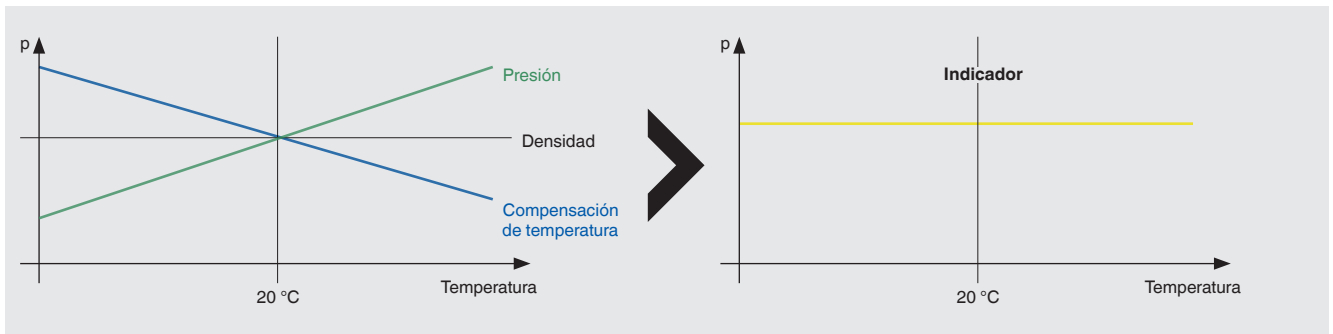 p
Presión
Densidad
Compensación
de temperatura
20 °C
Temperatura
p
Indicador
20 °C
Temperatura